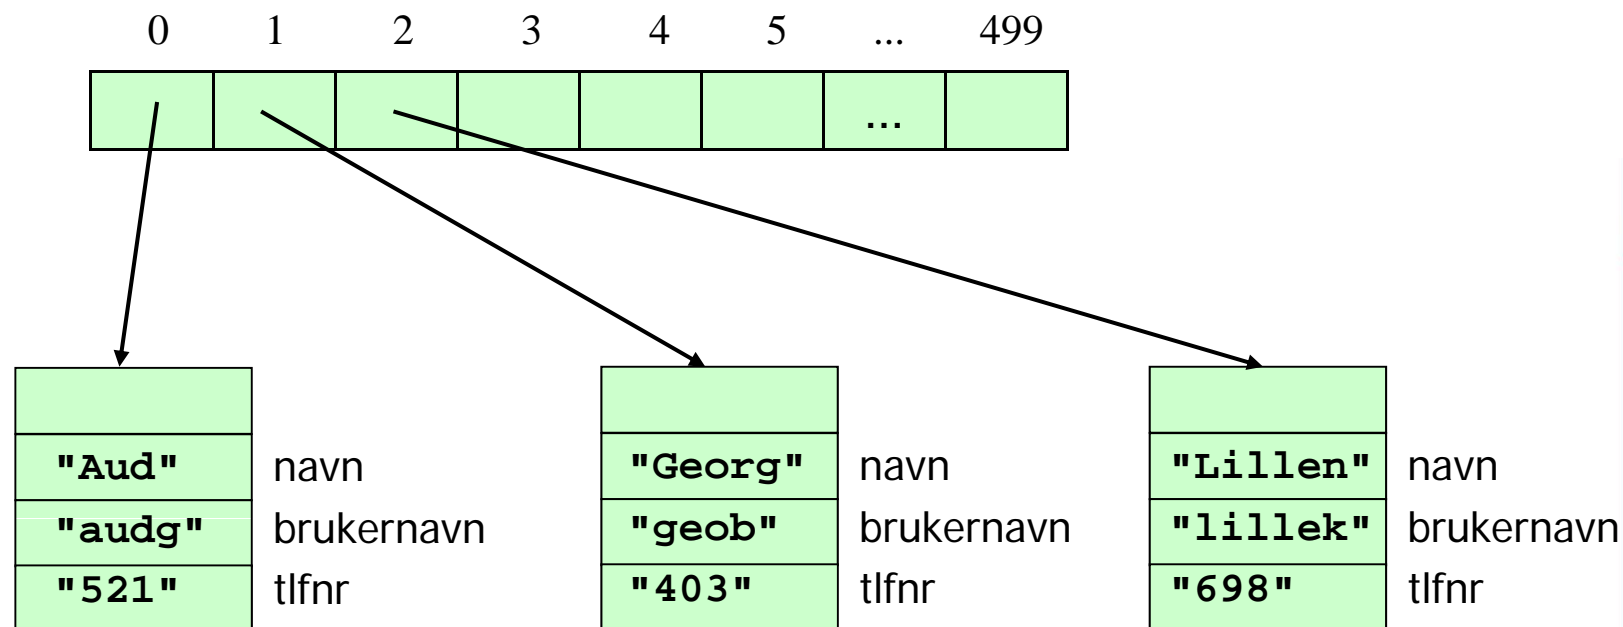 0 1 2 3 4 5 ... 499
...
"Aud" navn "Georg" navn "Lillen" navn
"audg" brukernavn "geob" brukernavn "lillek" brukernavn
"521" tlfnr "403" tlfnr "698" tlfnr